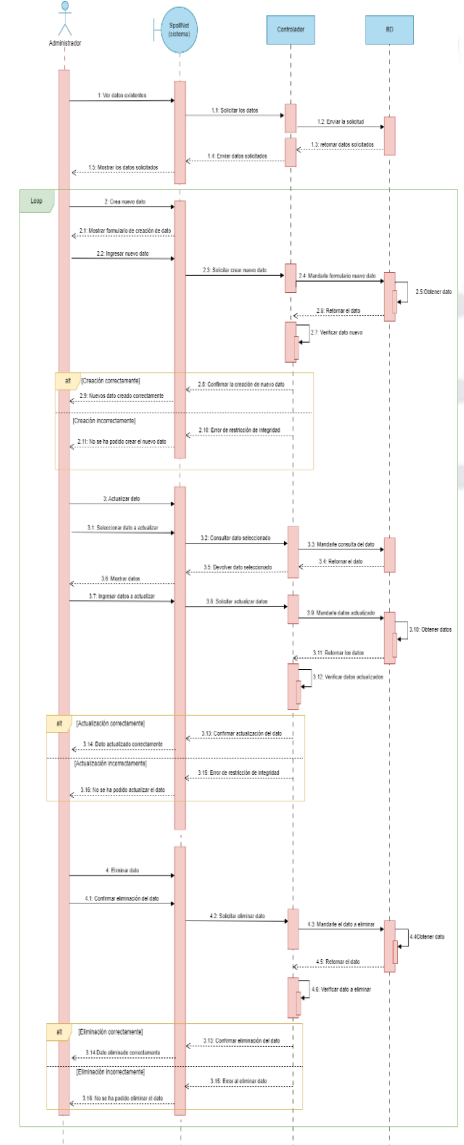 Administrador
SpollNet
(sistema)
Controlador
BD
1: Ver datos existentes
1.1: Solicitar los datos
1.2: Enviar la solicitud
1.3: retornar datos solicitados
1.4: Enviar datos solicitados
1.5: Mostrar los datos solicitados
Loop
2: Crea nuevo dato
2.1: Mostrar formulario de creación de dato
2.2: Ingresar nuevo dato
2.3: Solicitar crear nuevo dato
2.4: Mandarle formulario nuevo dato
2.5:Obtener dato
2.6: Retornar el dato
2.7: Verificar dato nuevo
alt [Creación correctamente]
2.8: Confirmar la creación de nuevo dato
2.9: Nuevos dato creado correctamente
[Creación incorrectamente]
2.10: Error de restricción de integridad
2.11: No se ha podido crear el nuevo dato
3: Actualizar dato
3.1: Seleccionar dato a actualizar
3.2: Consultar dato seleccionado
3.3: Mandarle consulta del dato
3.4: Retornar el dato
3.5: Devolver dato seleccionado
3.6: Mostrar datos
3.7: Ingresar datos a actualizar
3.8: Solicitar actualizar datos
3.9: Mandarle datos actualizado
3.10: Obtener datos
3.11: Retornar los datos
3.12: Verificar datos actualizados
alt [Actualización correctamente]
3.13: Confirmar actualización del dato
3.14: Dato actualizado correctamente
[Actualización incorrectamente]
3.15: Error de restricción de integridad
3.16: No se ha podido actualizar el dato
4: Eliminar dato
4.1: Confirmar eliminación del dato
4.2: Solicitar eliminar dato
4.3: Mandarle el dato a eliminar
4.4Obtener dato
4.5: Retornar el dato
4.6: Verificar dato a eliminar
alt [Eliminación correctamente]
3.13: Confirmar eliminación del dato
3.14:Dato eliminado correctamente
[Eliminación incorrectamente]
3.15: Error al eliminar dato
3.16: No se ha podido eliminar el dato